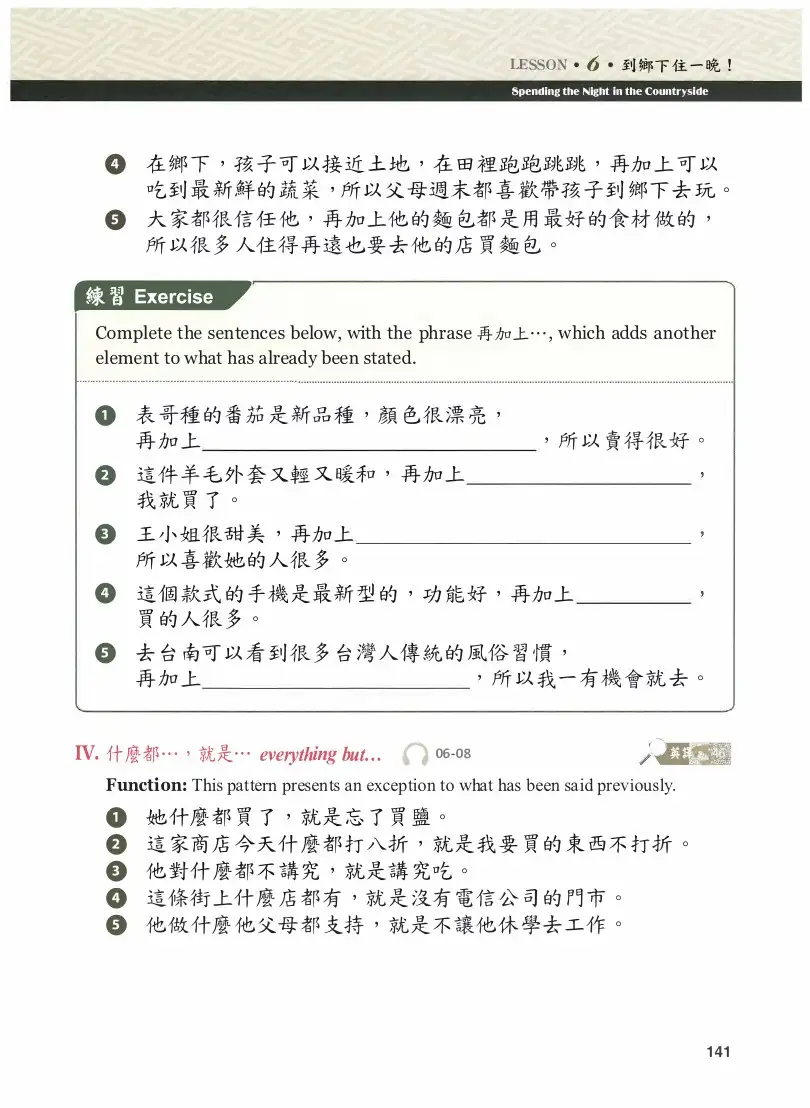 LESSON • 6 • 到鄉下住一晚！
Spending the Night in the Countryside
4 在鄉下，孩子可以接近土地，在田裡跑跑跳跳，再加上可以
吃到最新鮮的蔬菜，所以父母週末都喜歡帶孩子到鄉下去玩。
5 大家都很信任他，再加上他的麵包都是用最好的食材做的，
所以很多人住得再遠也要去他的店買麵包。
練習 Exercise
Complete the sentences below, with the phrase 再加上…, which adds another
element to what has already been stated.
1 表哥種的番茄是新品種，顏色很漂亮，
再加上＿＿＿＿＿＿＿＿＿＿＿＿，所以賣得很好。
2 這件羊毛外套又輕又暖和，再加上＿＿＿＿＿＿＿＿，
我就買了。
3 王小姐很甜美，再加上＿＿＿＿＿＿＿＿＿＿＿＿，
所以喜歡她的人很多。
4 這個款式的手機是最新型的，功能好，再加上＿＿＿＿，
買的人很多。
5 去台南可以看到很多台灣人傳統的風俗習慣，
再加上＿＿＿＿＿＿＿＿＿＿，所以我一有機會就去。
IV. 什麼都…，就是… everything but… 06-08 英譯 46
Function: This pattern presents an exception to what has been said previously.
1 她什麼都買了，就是忘了買鹽。
2 這家商店今天什麼都打八折，就是我要買的東西不打折。
3 他對什麼都不講究，就是講究吃。
4 這條街上什麼店都有，就是沒有電信公司的門市。
5 他做什麼他父母都支持，就是不讓他休學去工作。
141